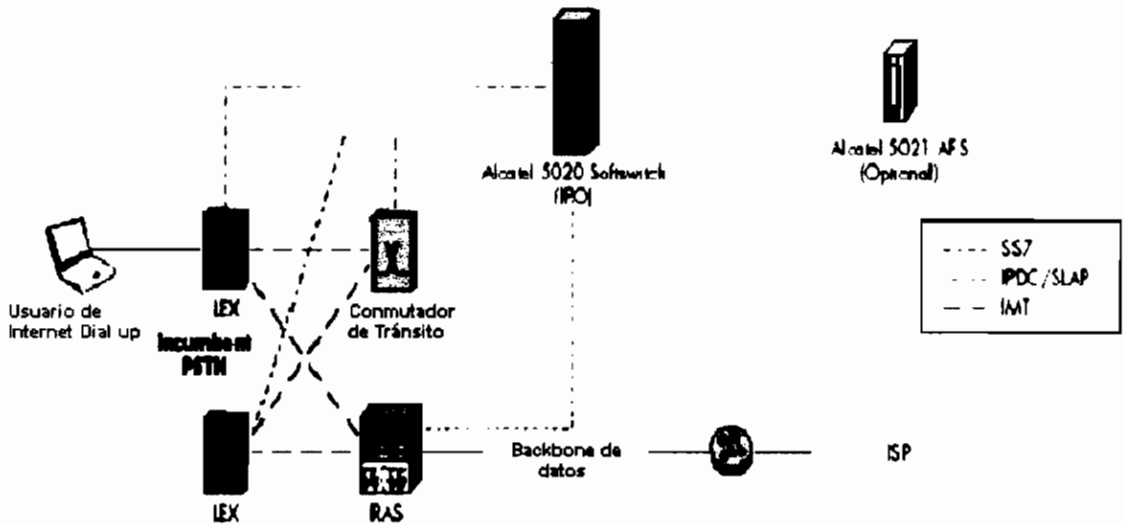 Alcatel 5020 Softswitch
(IPO)
Alcatel 5021 AFS
(Optional)
SS7
IPDC/SLAP
IMT
Usuario de
Internet Dial up
LEX
Conmutador
de Tránsito
Incumbent
PSTN
LEX
RAS
Backbone de
datos
ISP